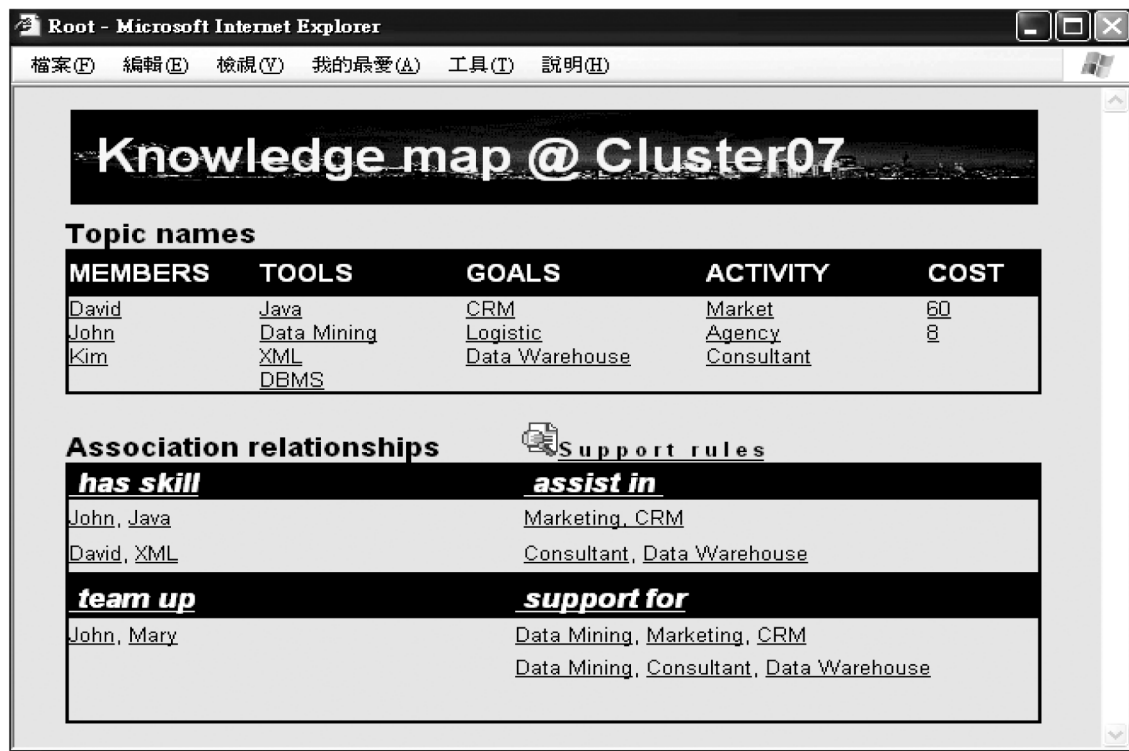 Root - Microsoft Internet Explorer
檔案(F) 編輯(E) 檢視(V) 我的最愛(A) 工具(T) 說明(H)
Knowledge map @ Cluster07
Topic names
MEMBERS TOOLS GOALS ACTIVITY COST
David Java CRM Market 60
John Data Mining Logistic Agency 8
Kim XML Data Warehouse Consultant
DBMS
Association relationships Support rules
has skill assist in
John, Java Marketing, CRM
David, XML Consultant, Data Warehouse
team up support for
John, Mary Data Mining, Marketing, CRM
Data Mining, Consultant, Data Warehouse